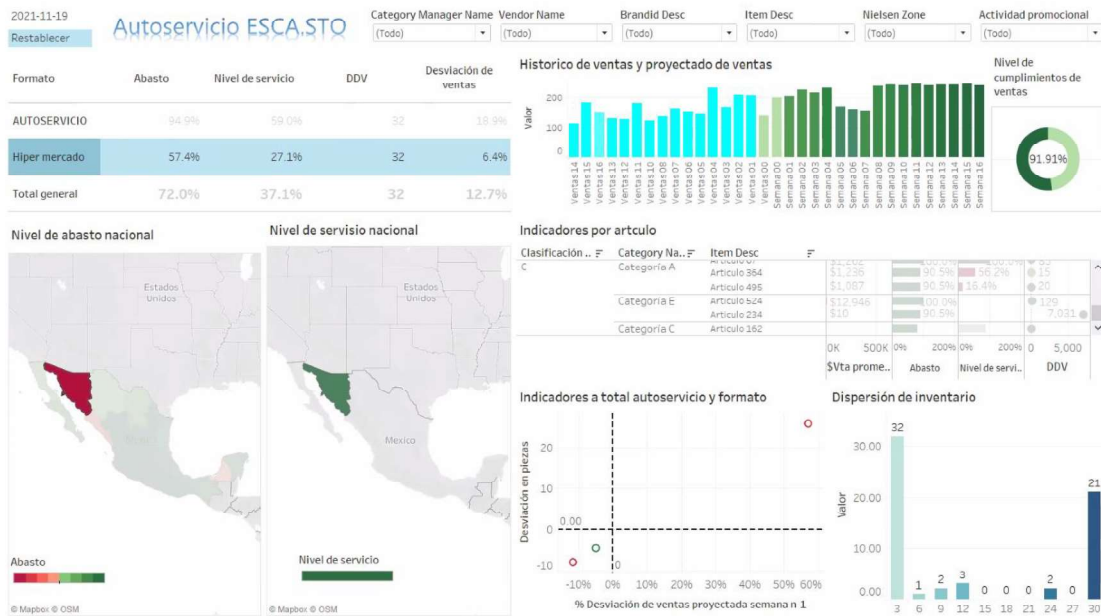 2021-11-19
Restablecer
Autoservicio ESCA.STO
Category Manager Name Vendor Name Brandid Desc Item Desc Nielsen Zone Actividad promocional
(Todo) (Todo) (Todo) (Todo) (Todo) (Todo)
Formato Abasto Nivel de servicio DDV Desviación de ventas
AUTOSERVICIO 94.9% 59.0% 32 18.9%
Hiper mercado 57.4% 27.1% 32 6.4%
Total general 72.0% 37.1% 32 12.7%
Historico de ventas y proyectado de ventas
Valor
200
100
0
Ventas14
Ventas15
Ventas16
Ventas13
Ventas12
Ventas11
Ventas10
Ventas08
Ventas07
Ventas06
Ventas05
Ventas04
Ventas03
Ventas02
Ventas01
Ventas00
Semana00
Semana01
Semana02
Semana03
Semana04
Semana05
Semana06
Semana07
Semana08
Semana09
Semana10
Semana11
Semana12
Semana13
Semana14
Semana15
Semana16
Nivel de
cumplimientos de
ventas
91.91%
Nivel de abasto nacional
Estados
Unidos
Abasto
© Mapbox © OSM
Nivel de servisio nacional
Estados
Unidos
Mexico
Nivel de servicio
© Mapbox © OSM
Indicadores por artculo
Clasificación .. Category Na.. Item Desc
C Categoria A
Articulo 364 $1,236 90.5% 56.2% 15
Articulo 495 $1,087 90.5% 16.4% 20
Categoria E Articulo 524 $12,946 100.0% 129
Articulo 234 $10 90.5% 7,031
Categoria C Articulo 162
0K 500K 0% 200% 0% 200% 0 5,000
$Vta prome.. Abasto Nivel de servi.. DDV
Indicadores a total autoservicio y formato
Desviación en piezas
20
10
0
-10
0.00
0
-10% 0% 10% 20% 30% 40% 50% 60%
% Desviación de ventas proyectada semana n 1
Dispersión de inventario
Valor
30.00
20.00
10.00
0.00
32 1 2 3 0 0 0 2 0 21
3 6 9 12 15 18 21 24 27 30